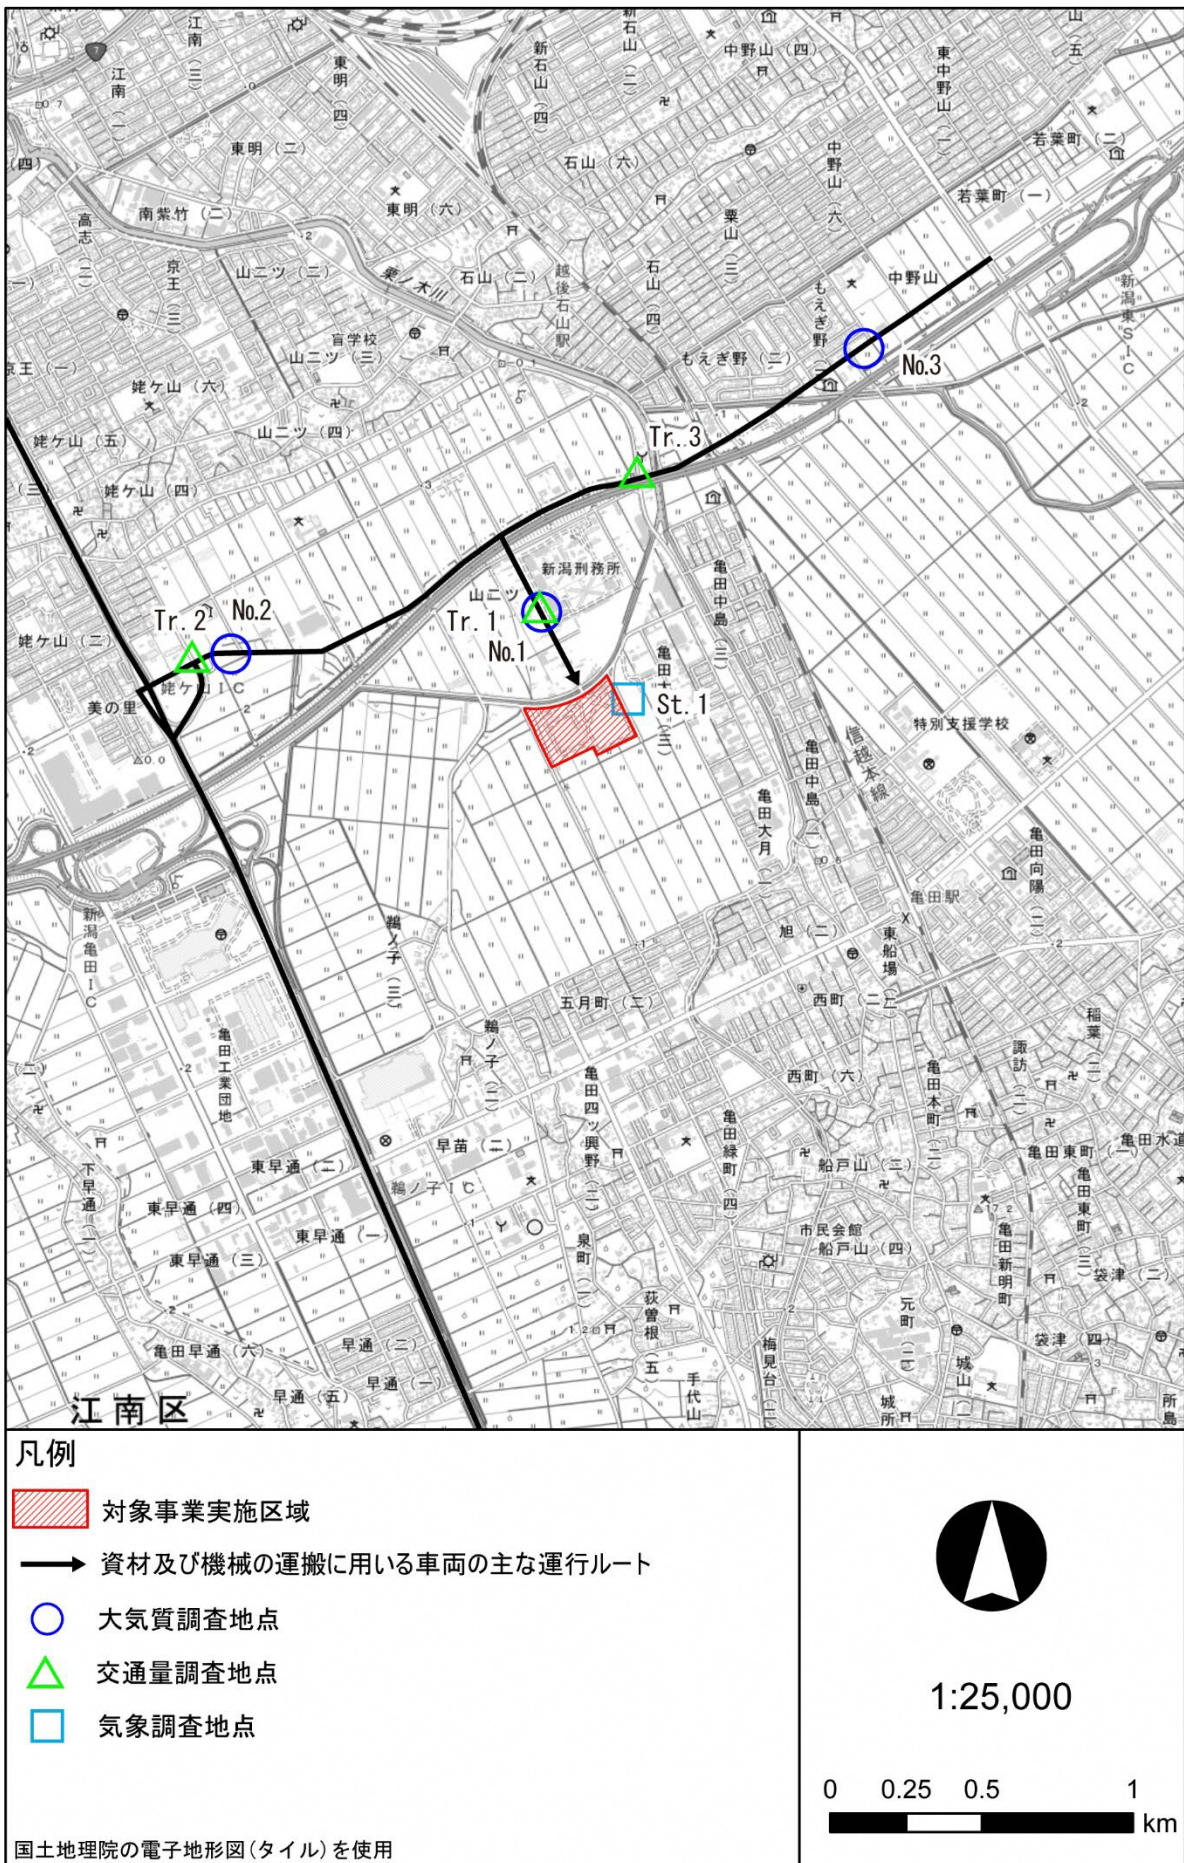 江南(三)
東明(四)
新石山(四)
新石山(二)
中野山(四)
東中野山(一)
山(五)
7
江南(一)
東明(二)
石山(六)
中野山(六)
若葉町(二)
(四)
南紫竹(二)
東明(六)
栗山(三)
若葉町(一)
高志(二)
京王(三)
山二ツ(二)
栗ノ木川
石山(二)
越後石山駅
石山(四)
もえぎ野(一)
中野山
新潟東SIC
盲学校
山二ツ(三)
京王(一)
姥ケ山(六)
もえぎ野(二)
No.3
姥ケ山(五)
山二ツ(四)
Tr.3
姥ケ山(四)
新潟刑務所
山二ツ
亀田中島(三)
Tr.2
No.2
Tr.1
No.1
姥ケ山(二)
姥ケ山IC
美の里
St.1
特別支援学校
信越本線
亀田中島(一)
亀田大月(一)
亀田向陽(二)
亀田駅
新潟亀田IC
鵜ノ子(三)
旭(二)
東船場(二)
五月町(二)
西町(二)
亀田工業団地
鵜ノ子(二)
稲葉(二)
諏訪(二)
西町(六)
亀田四ツ興野(二)
亀田本町(二)
早苗(二)
亀田緑町(四)
亀田東町(一)
亀田水道
東早通(二)
船戸山(二)
鵜ノ子IC
下早通(一)
東早通(四)
東早通(一)
泉町(一)
市民会館
船戸山(四)
17.2
亀田新明町
亀田東町(三)
東早通(三)
袋津(二)
荻曽根(五)
元町(二)
早通(二)
梅見台(二)
袋津(四)
亀田早通(六)
早通(一)
手代山
城山(一)
早通(五)
城所
所島
江南区
凡例
対象事業実施区域
資材及び機械の運搬に用いる車両の主な運行ルート
大気質調査地点
交通量調査地点
気象調査地点
1:25,000
0 0.25 0.5 1
km
国土地理院の電子地形図(タイル)を使用